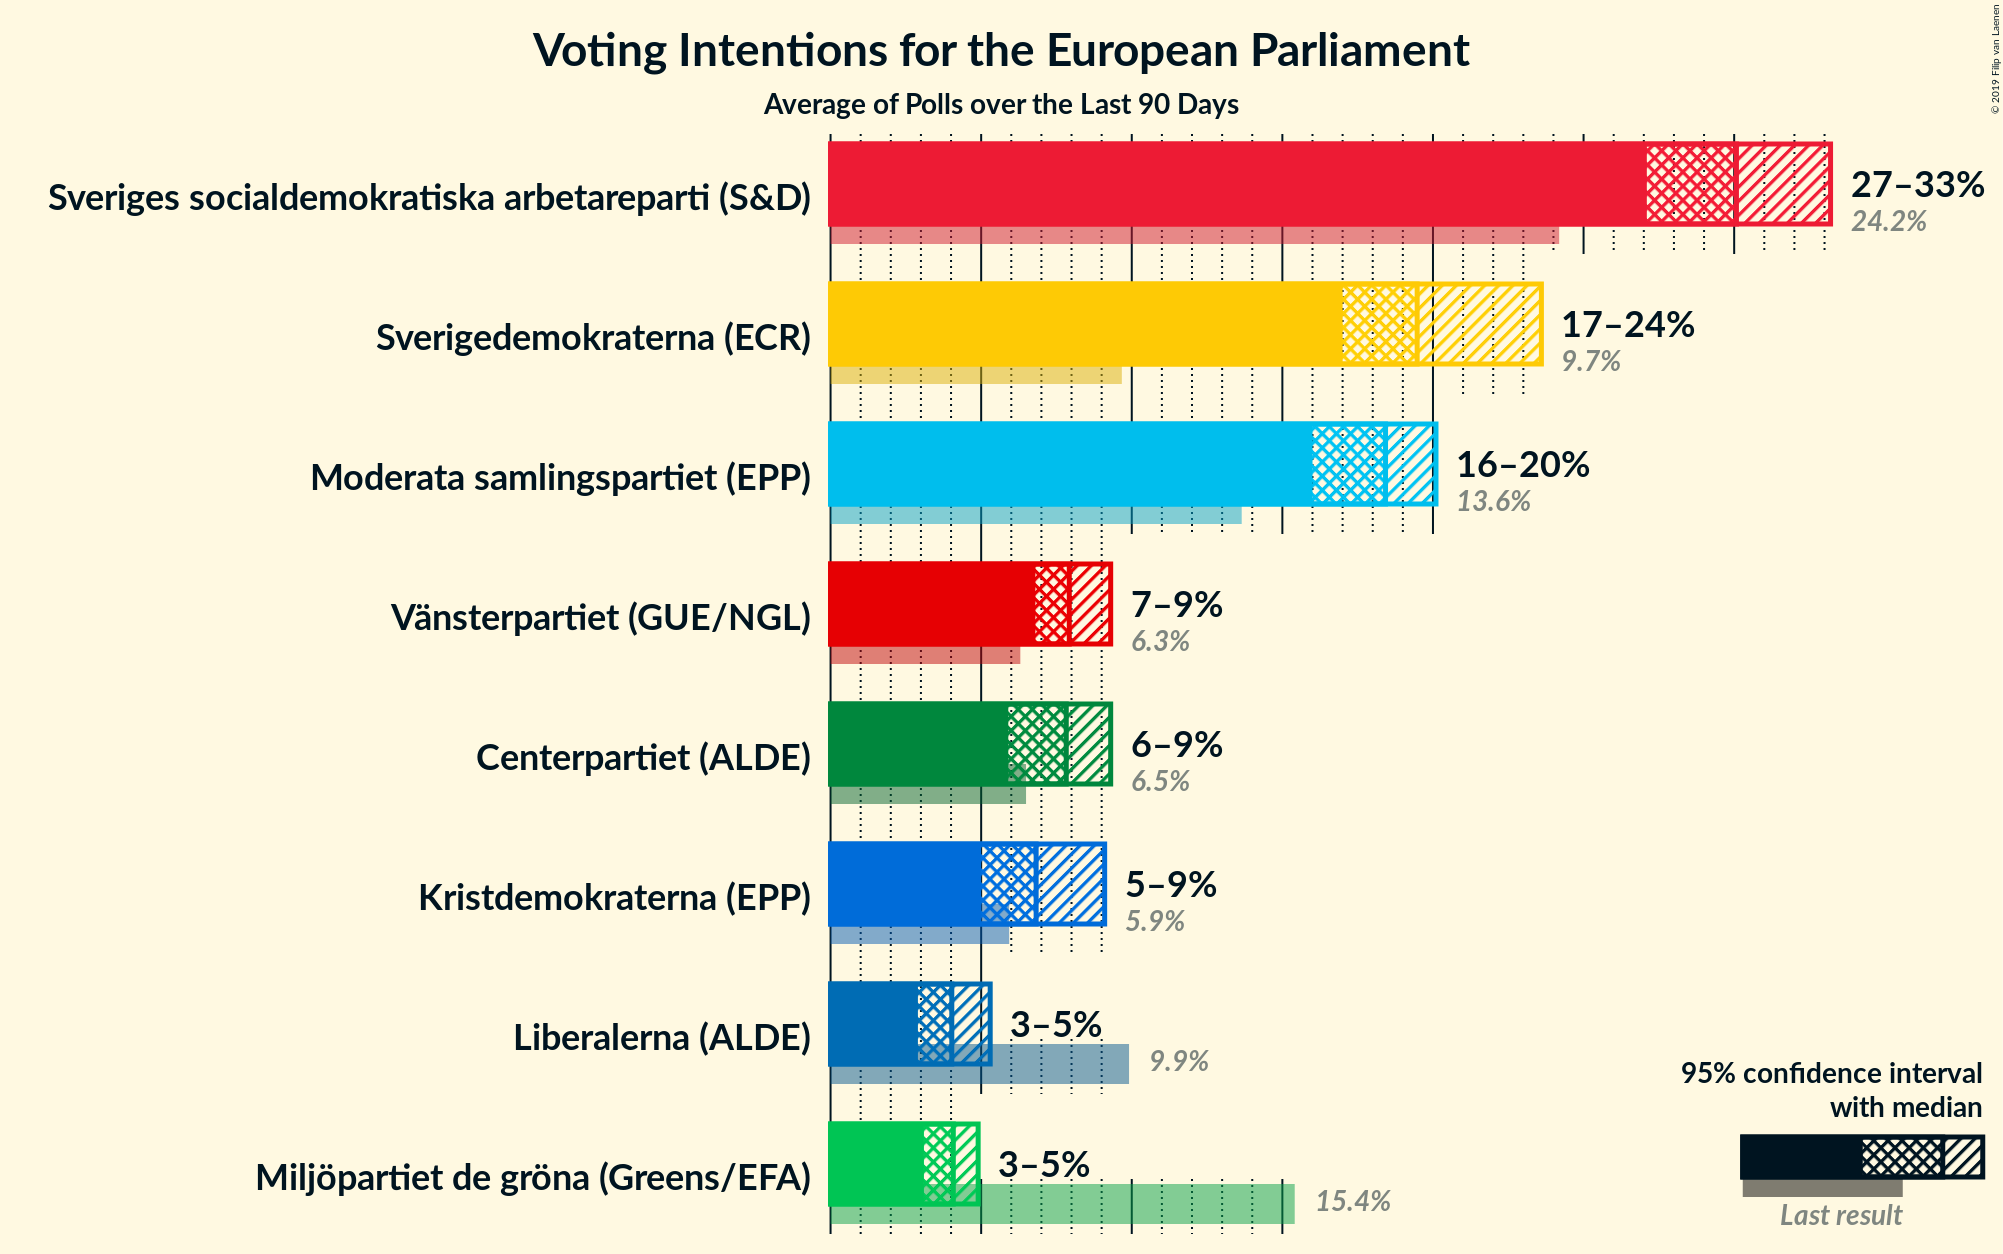 Voting Intentions for the European Parliament
Average of Polls over the Last 90 Days
© 2019 Filip van Laenen
Sveriges socialdemokratiska arbetareparti (S&D)
27–33%
24.2%
Sverigedemokraterna (ECR)
17–24%
9.7%
Moderata samlingspartiet (EPP)
16–20%
13.6%
Vänsterpartiet (GUE/NGL)
7–9%
6.3%
Centerpartiet (ALDE)
6–9%
6.5%
Kristdemokraterna (EPP)
5–9%
5.9%
Liberalerna (ALDE)
3–5%
9.9%
Miljöpartiet de gröna (Greens/EFA)
3–5%
15.4%
95% confidence interval
with median
Last result